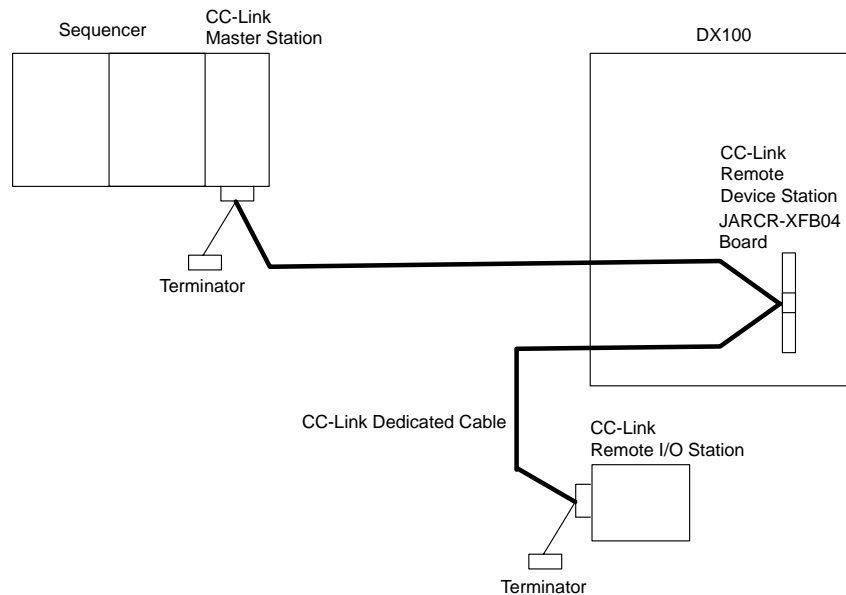 Sequencer
CC-Link
Master Station
DX100
CC-Link
Remote
Device Station
JARCR-XFB04
Board
Terminator
CC-Link Dedicated Cable
CC-Link
Remote I/O Station
Terminator